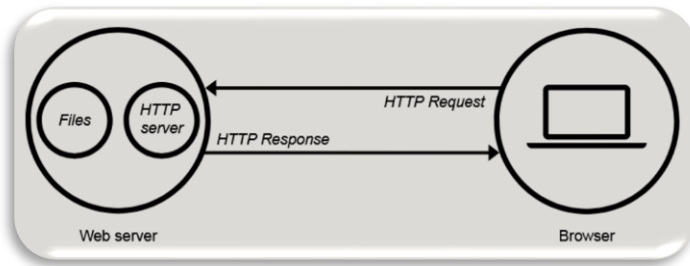 Files
HTTP
server
HTTP Request
HTTP Response
Web server
Browser